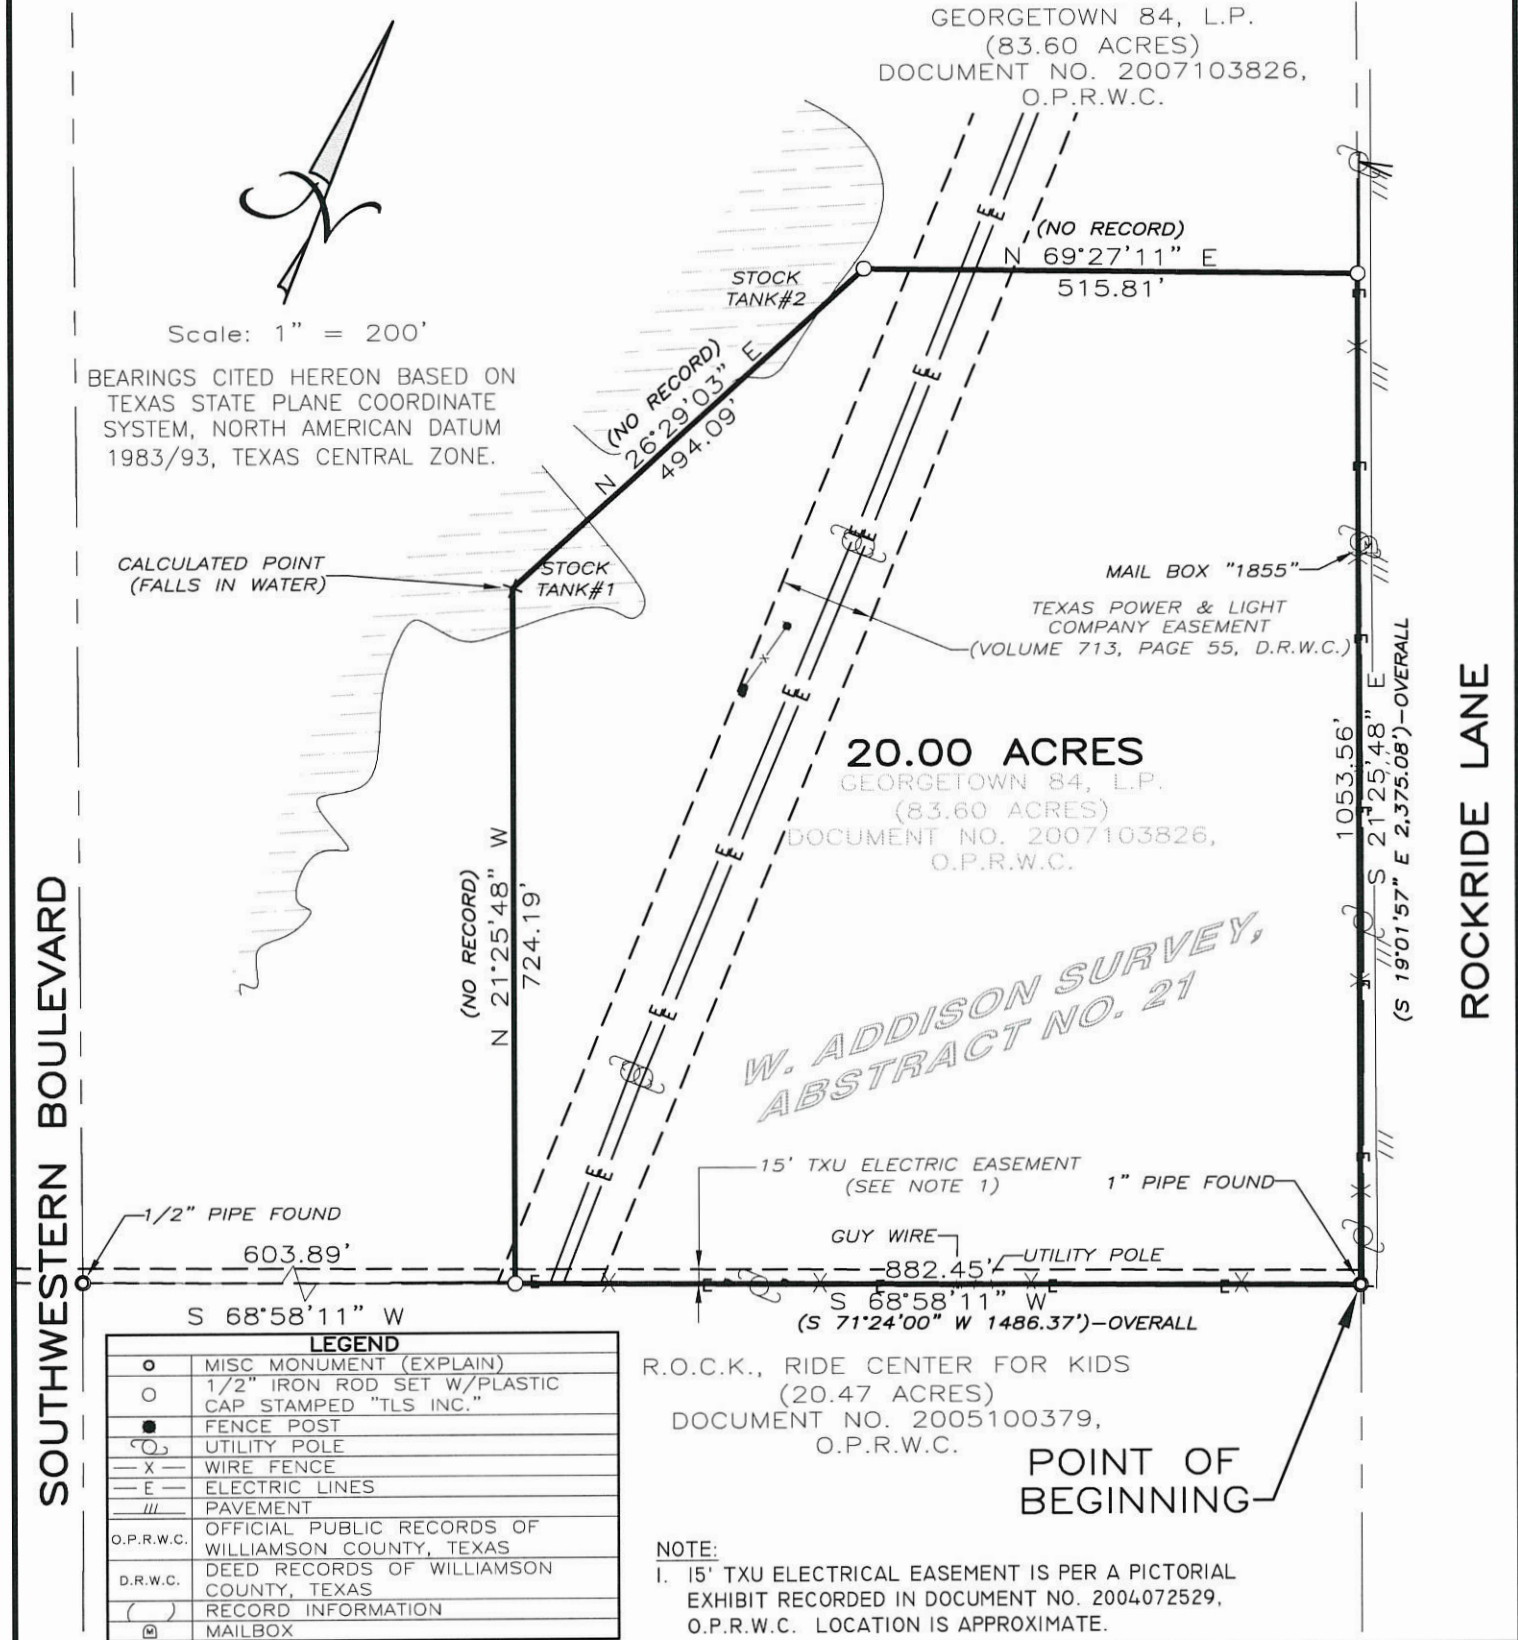 GEORGETOWN 84, L.P.
(83.60 ACRES)
DOCUMENT NO. 2007103826,
O.P.R.W.C.
(NO RECORD)
N 69°27'11" E
515.81'
STOCK
TANK#2
Scale: 1" = 200'
BEARINGS CITED HEREON BASED ON
TEXAS STATE PLANE COORDINATE
SYSTEM, NORTH AMERICAN DATUM
1983/93, TEXAS CENTRAL ZONE.
(NO RECORD)
N 26°29'03" E
494.09'
CALCULATED POINT
(FALLS IN WATER)
STOCK
TANK#1
MAIL BOX "1855"
TEXAS POWER & LIGHT
COMPANY EASEMENT
(VOLUME 713, PAGE 55, D.R.W.C.)
20.00 ACRES
GEORGETOWN 84, L.P.
(83.60 ACRES)
DOCUMENT NO. 2007103826,
O.P.R.W.C.
1053.56'
S 21°25'48" E
(S 19°01'57" E 2,375.08')-OVERALL
ROCKRIDE LANE
SOUTHWESTERN BOULEVARD
(NO RECORD)
N 21°25'48" W
724.19'
W. ADDISON SURVEY,
ABSTRACT NO. 21
15' TXU ELECTRIC EASEMENT
(SEE NOTE 1)
1" PIPE FOUND
1/2" PIPE FOUND
603.89'
S 68°58'11" W
GUY WIRE
UTILITY POLE
882.45'
S 68°58'11" W
(S 71°24'00" W 1486.37')-OVERALL
R.O.C.K., RIDE CENTER FOR KIDS
(20.47 ACRES)
DOCUMENT NO. 2005100379,
O.P.R.W.C.
POINT OF
BEGINNING
LEGEND
MISC MONUMENT (EXPLAIN)
1/2" IRON ROD SET W/PLASTIC
CAP STAMPED "TLS INC."
FENCE POST
UTILITY POLE
X WIRE FENCE
E ELECTRIC LINES
/// PAVEMENT
O.P.R.W.C. OFFICIAL PUBLIC RECORDS OF
WILLIAMSON COUNTY, TEXAS
D.R.W.C. DEED RECORDS OF WILLIAMSON
COUNTY, TEXAS
( ) RECORD INFORMATION
M MAILBOX
NOTE:
1. 15' TXU ELECTRICAL EASEMENT IS PER A PICTORIAL
EXHIBIT RECORDED IN DOCUMENT NO. 2004072529,
O.P.R.W.C. LOCATION IS APPROXIMATE.